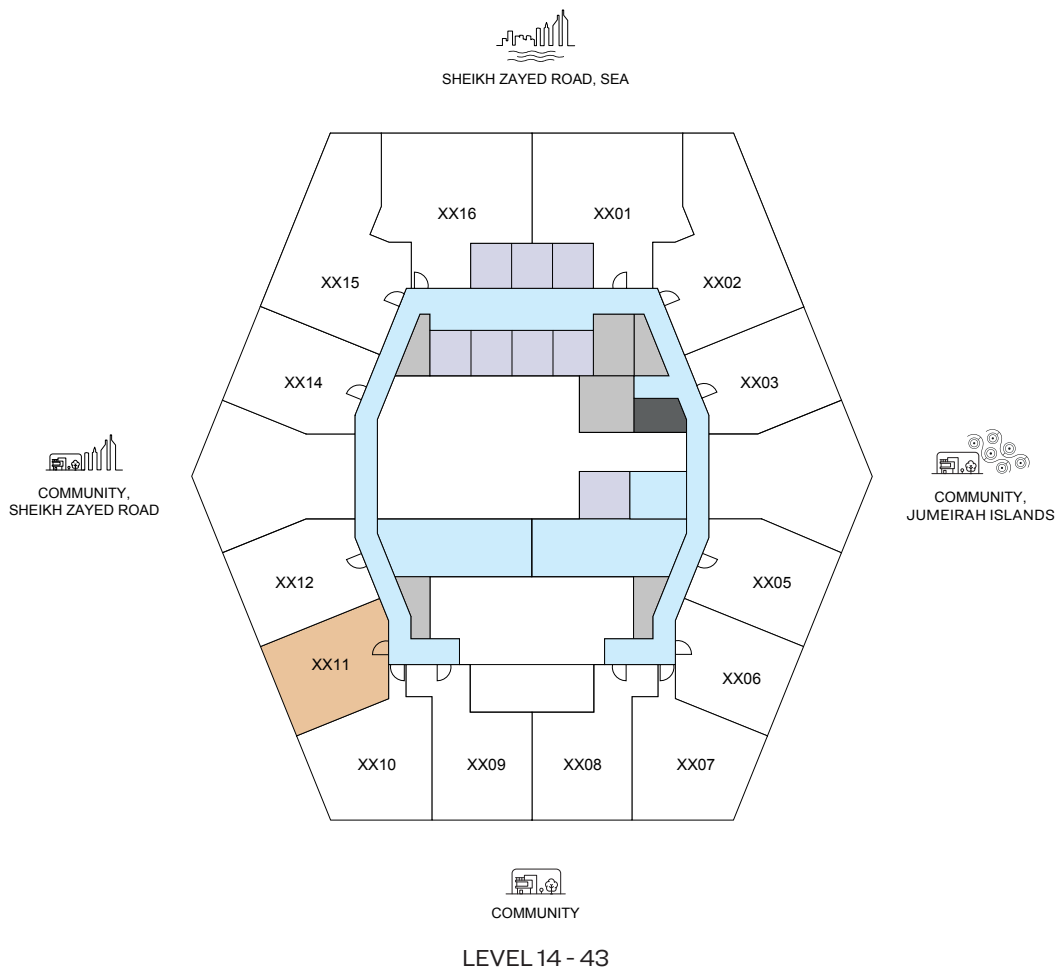 SHEIKH ZAYED ROAD, SEA
XX16
XX01
XX15
XX02
XX14
XX03
COMMUNITY,
SHEIKH ZAYED ROAD
COMMUNITY,
JUMEIRAH ISLANDS
XX12
XX05
XX11
XX06
XX10
XX09
XX08
XX07
COMMUNITY
LEVEL 14 - 43